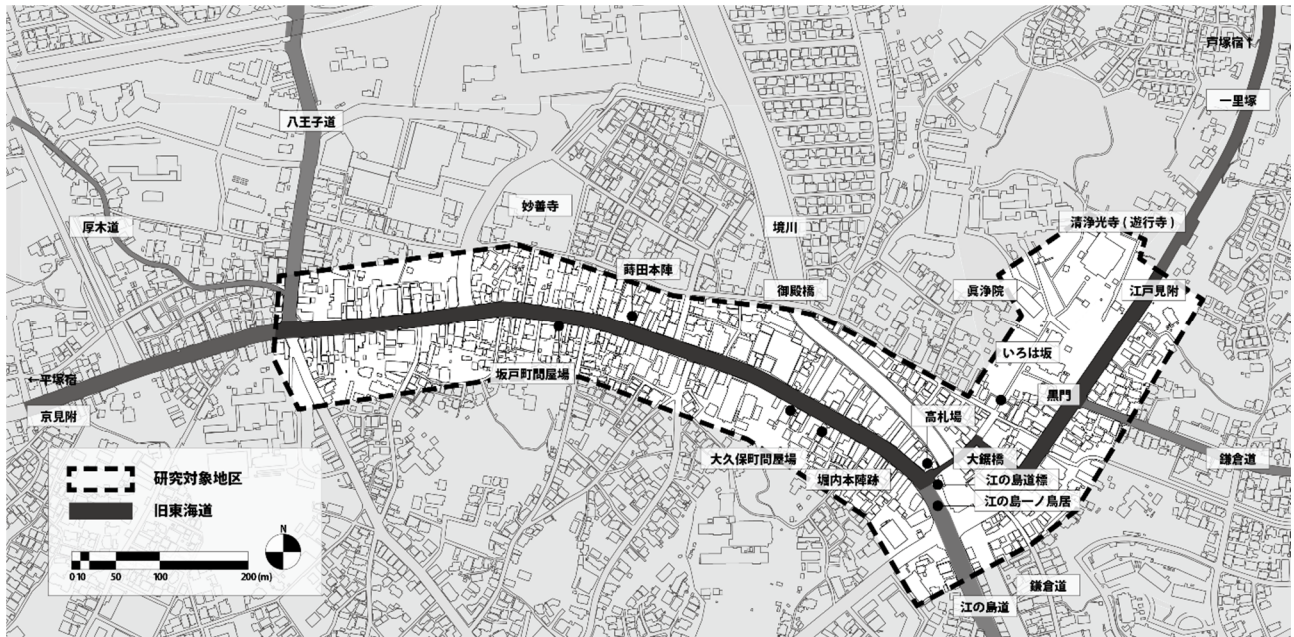 戸塚宿↑
一里塚
八王子道
妙善寺
清浄光寺(遊行寺)
厚木道
境川
蒔田本陣
御殿橋
眞浄院
江戸見附
いろは坂
坂戸町問屋場
←平塚宿
京見附
黒門
高札場
大久保町問屋場
大鋸橋
鎌倉道
堀内本陣跡
江の島道標
江の島一ノ鳥居
鎌倉道
江の島道
研究対象地区
旧東海道
N
0 10 50 100 200(m)